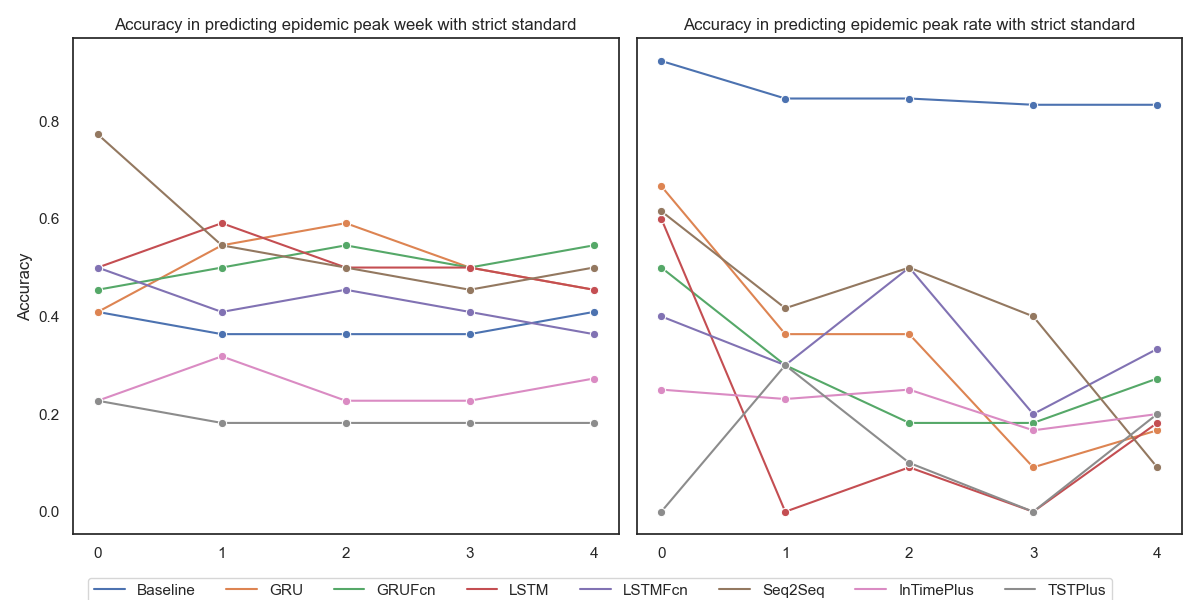 Accuracy in predicting epidemic peak week with strict standard
Accuracy in predicting epidemic peak rate with strict standard
Accuracy
0.8
0.6
0.4
0.2
0.0
0 1 2 3 4
0 1 2 3 4
Baseline GRU GRUFcn LSTM LSTMFcn Seq2Seq InTimePlus TSTPlus